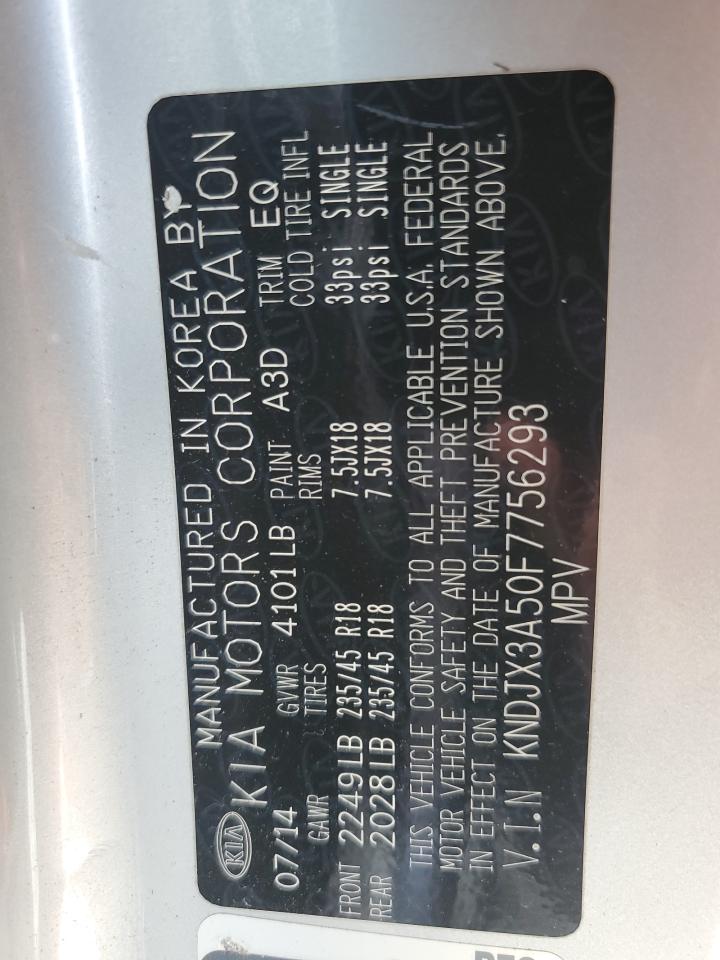 MANUFACTURED IN KOREA BY
KIA KIA MOTORS CORPORATION
07/14 GVWR 4101LB PAINT A3D TRIM EQ
GAWR TIRES RIMS COLD TIRE INFL
FRONT 2249LB 235/45 R18 7.5JX18 33psi SINGLE
REAR 2028LB 235/45 R18 7.5JX18 33psi SINGLE
THIS VEHICLE CONFORMS TO ALL APPLICABLE U.S.A. FEDERAL
MOTOR VEHICLE SAFETY AND THEFT PREVENTION STANDARDS
IN EFFECT ON THE DATE OF MANUFACTURE SHOWN ABOVE.
V.I.N KNDJX3A50F7756293
MPV